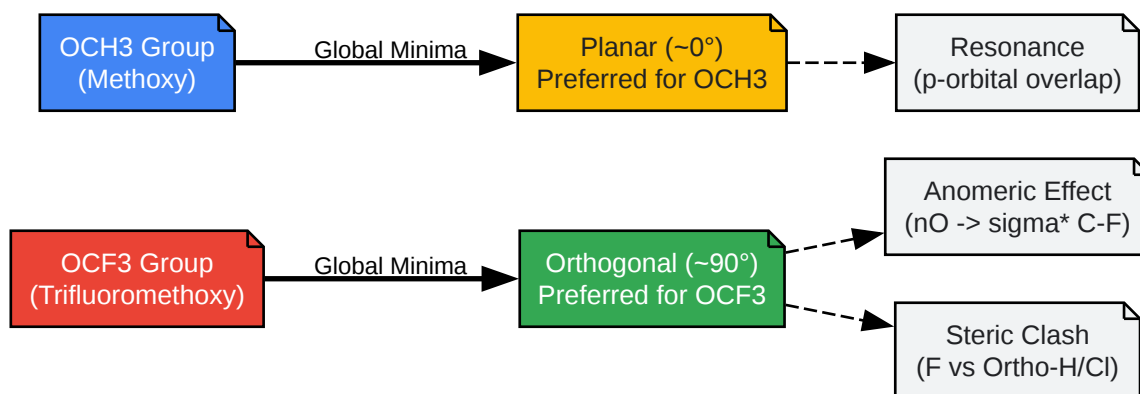 OCH3 Group
(Methoxy)
Global Minima
Planar (~0°)
Preferred for OCH3
Resonance
(p-orbital overlap)
OCF3 Group
(Trifluoromethoxy)
Global Minima
Orthogonal (~90°)
Preferred for OCF3
Anomeric Effect
(nO -> sigma* C-F)
Steric Clash
(F vs Ortho-H/Cl)